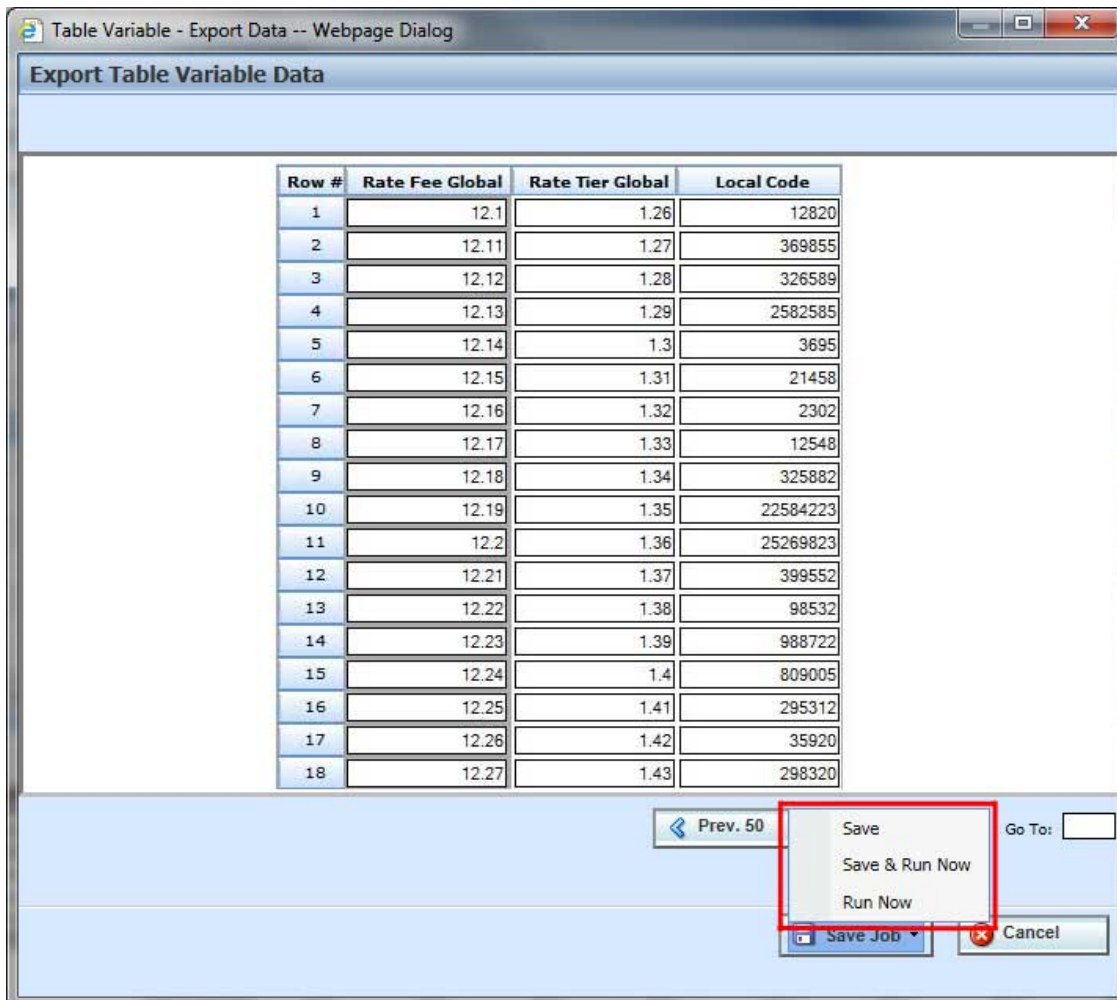 Table Variable - Export Data -- Webpage Dialog
Export Table Variable Data
Row # Rate Fee Global Rate Tier Global Local Code
1 12.1 1.26 12820
2 12.11 1.27 369855
3 12.12 1.28 326589
4 12.13 1.29 2582585
5 12.14 1.3 3695
6 12.15 1.31 21458
7 12.16 1.32 2302
8 12.17 1.33 12548
9 12.18 1.34 325882
10 12.19 1.35 22584223
11 12.2 1.36 25269823
12 12.21 1.37 399552
13 12.22 1.38 98532
14 12.23 1.39 988722
15 12.24 1.4 809005
16 12.25 1.41 295312
17 12.26 1.42 35920
18 12.27 1.43 298320
Prev. 50 Go To:
Save
Save & Run Now
Run Now
Save Job Cancel